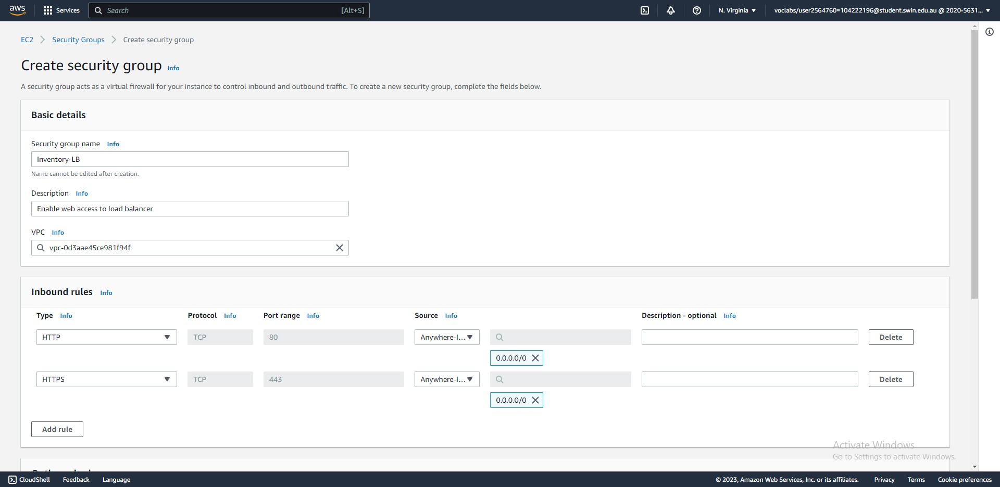 aws
Services
Search [Alt+S]
N. Virginia
voclabs/user2564760=104222196@student.swin.edu.au @ 2020-5631...
EC2 Security Groups Create security group
Create security group Info
A security group acts as a virtual firewall for your instance to control inbound and outbound traffic. To create a new security group, complete the fields below.
Basic details
Security group name Info
Inventory-LB
Name cannot be edited after creation.
Description Info
Enable web access to load balancer
VPC Info
vpc-0d3aae45ce981f94f
Inbound rules Info
Type Info Protocol Info Port range Info Source Info Description - optional Info
HTTP TCP 80 Anywhere-I... Delete
0.0.0.0/0
HTTPS TCP 443 Anywhere-I... Delete
0.0.0.0/0
Add rule
Activate Windows
Go to Settings to activate Windows.
CloudShell Feedback Language © 2023, Amazon Web Services, Inc. or its affiliates. Privacy Terms Cookie preferences